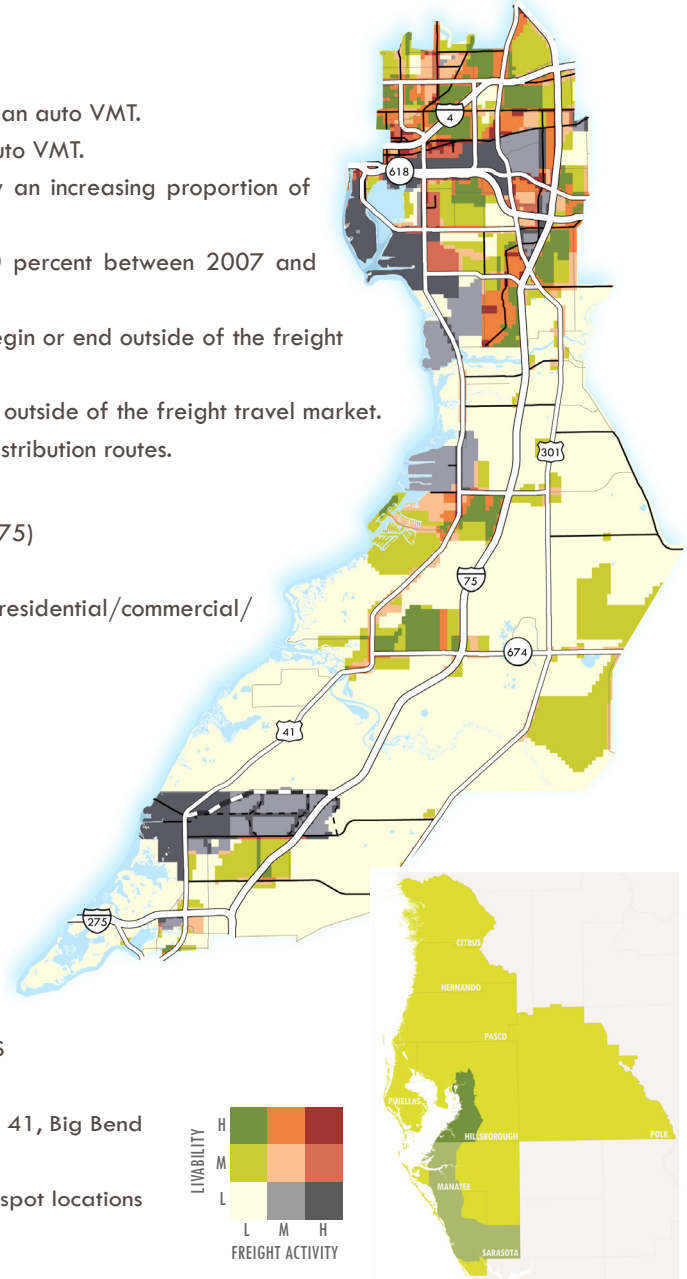 an auto VMT.
uto VMT.
an increasing proportion of
percent between 2007 and
egin or end outside of the freight
outside of the freight travel market.
stribution routes.
75)
residential/commercial/
S
41, Big Bend
spot locations
4
618
301
75
674
41
275
CITRUS
HERNANDO
PASCO
PINELLAS
HILLSBOROUGH
POLK
MANATEE
SARASOTA
LIVABILITY
H
M
L
L M H
FREIGHT ACTIVITY